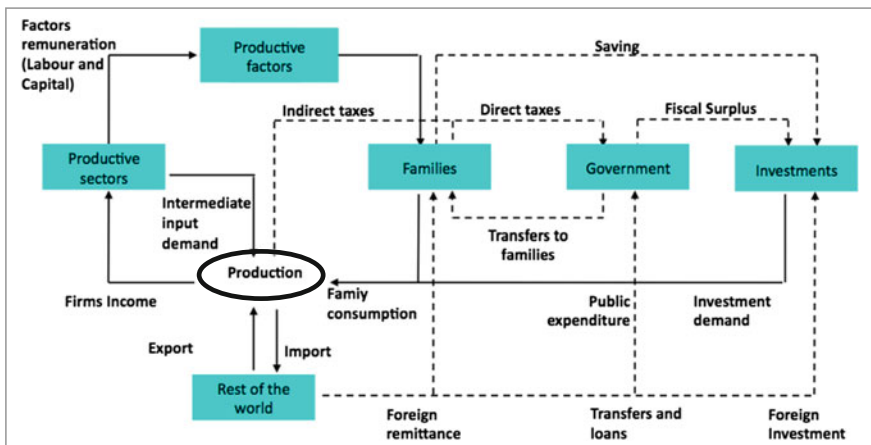 Factors
remuneration
(Labour and
Capital)
Productive
factors
Saving
Indirect taxes
Direct taxes
Fiscal Surplus
Productive
sectors
Families
Government
Investments
Intermediate
input
demand
Transfers to
families
Production
Firms Income
Famiy
consumption
Public
expenditure
Investment
demand
Export
Import
Rest of the
world
Foreign
remittance
Transfers and
loans
Foreign
Investment